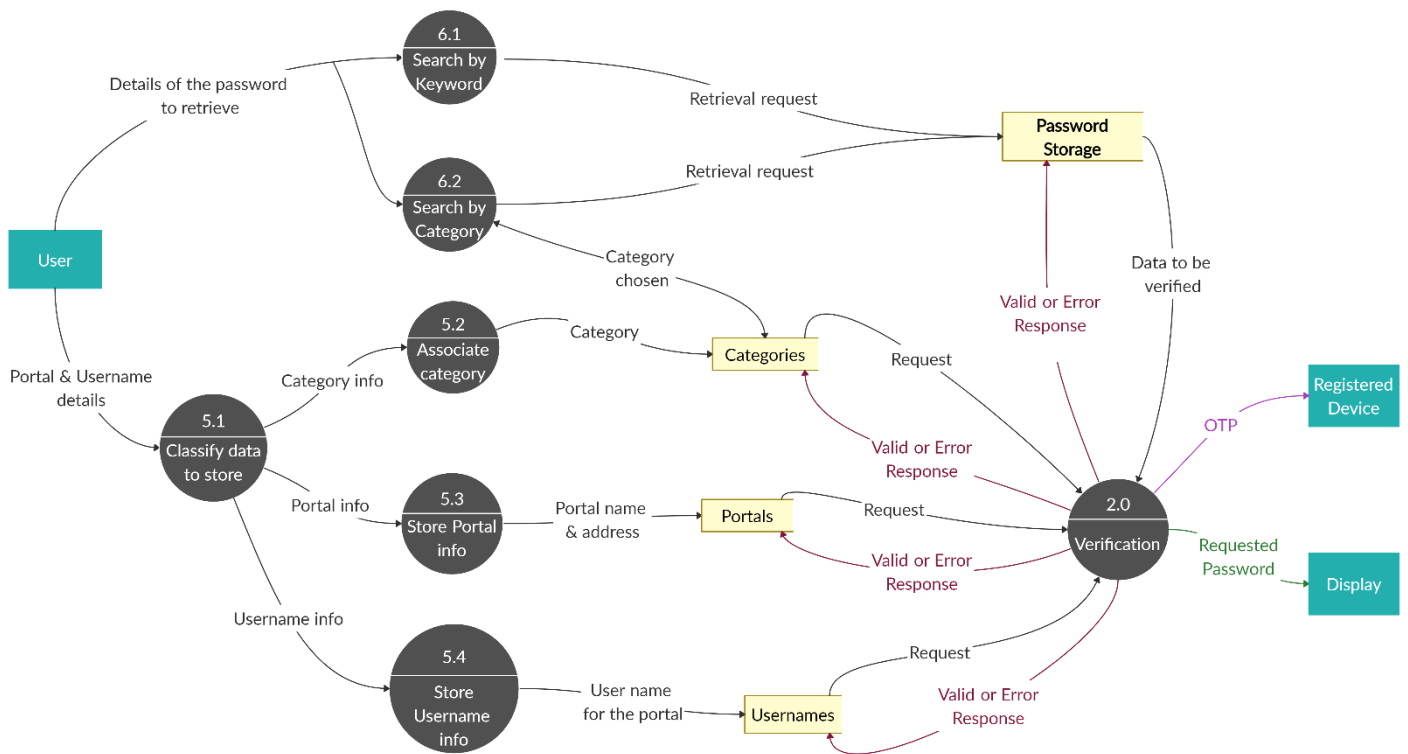 6.1
Search by
Keyword
Details of the password
to retrieve
Retrieval request
Password
Storage
6.2
Search by
Category
Retrieval request
User
Category
chosen
Data to be
verified
Valid or Error
Response
5.2
Associate
category
Category
Categories
Request
Portal & Username
details
Category info
Registered
Device
OTP
5.1
Classify data
to store
Valid or Error
Response
5.3
Store Portal
info
Portal info
Portal name
& address
Portals
Request
2.0
Verification
Requested
Password
Valid or Error
Response
Display
Username info
5.4
Store
Username
info
Request
User name
for the portal
Usernames
Valid or Error
Response